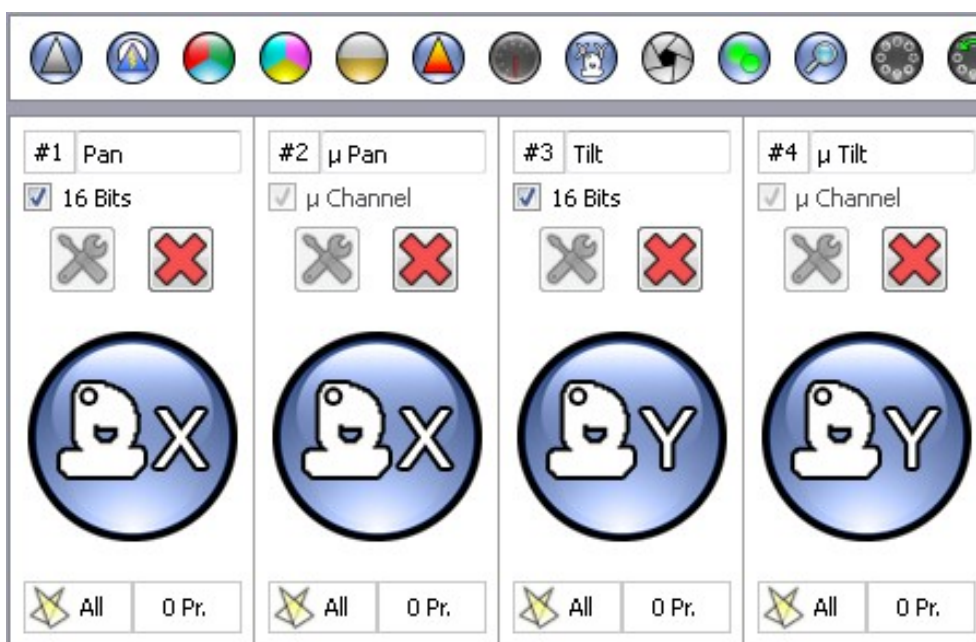 #1 Pan #2 µ Pan #3 Tilt #4 µ Tilt
16 Bits µ Channel 16 Bits µ Channel
X X Y Y
All 0 Pr. All 0 Pr. All 0 Pr. All 0 Pr.